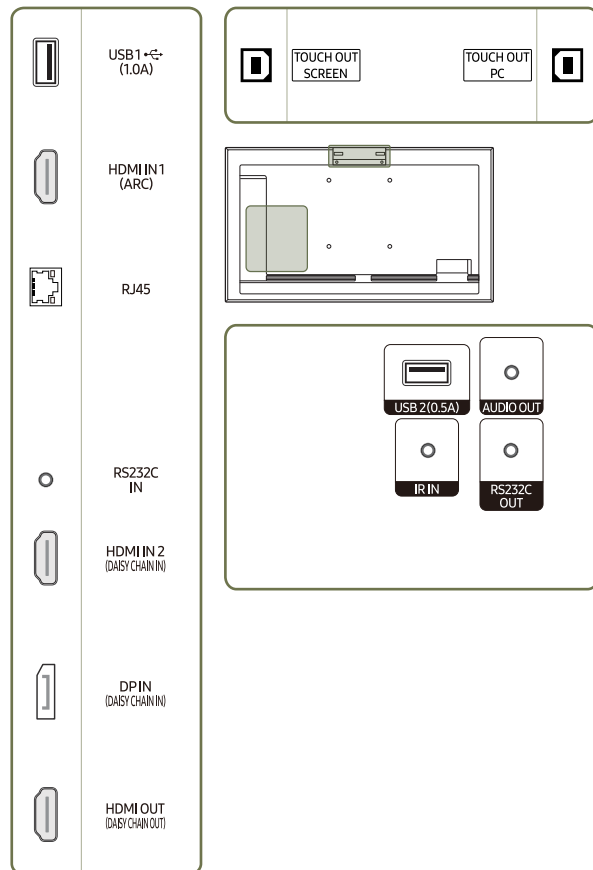 USB1
(1.0A)
HDMI IN 1
(ARC)
RJ45
RS232C
IN
HDMI IN 2
(DAISY CHAIN IN)
DP IN
(DAISY CHAIN IN)
HDMI OUT
(DAISY CHAIN OUT)
TOUCH OUT
SCREEN
TOUCH OUT
PC
USB 2(0.5A)
AUDIO OUT
IR IN
RS232C
OUT